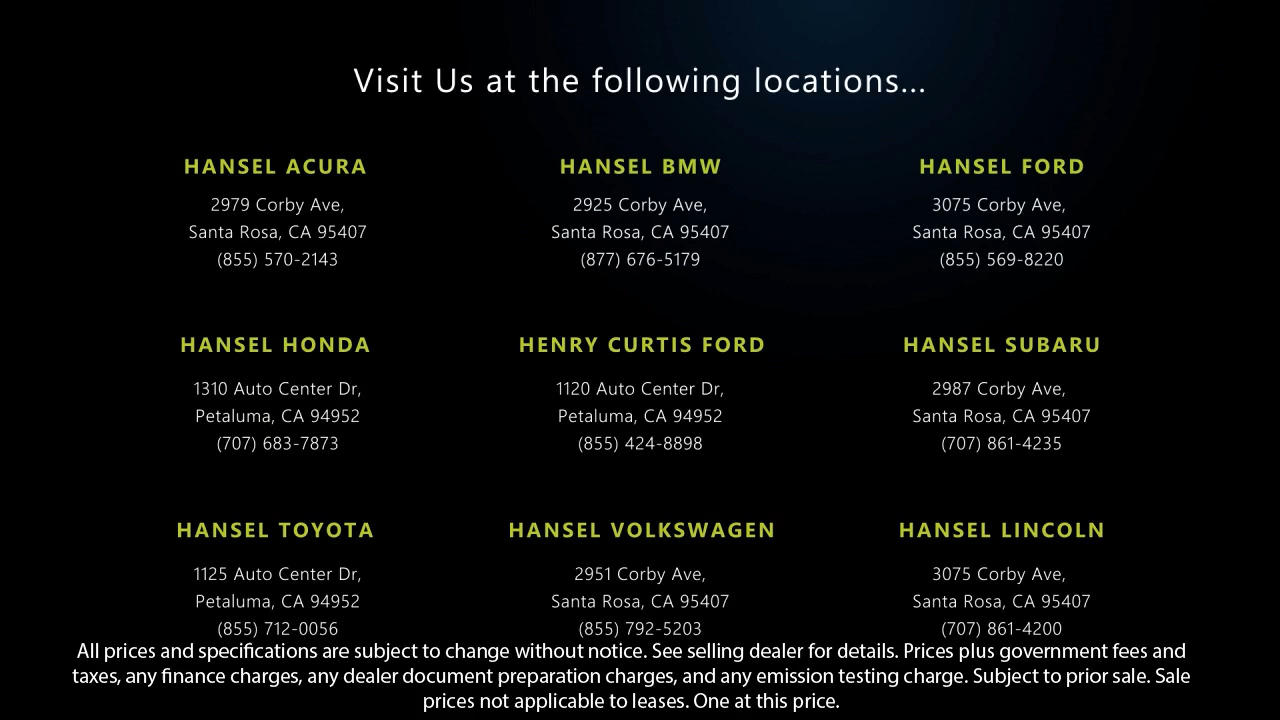 Visit Us at the following locations...
HANSEL ACURA
2979 Corby Ave,
Santa Rosa, CA 95407
(855) 570-2143
HANSEL BMW
2925 Corby Ave,
Santa Rosa, CA 95407
(877) 676-5179
HANSEL FORD
3075 Corby Ave,
Santa Rosa, CA 95407
(855) 569-8220
HANSEL HONDA
1310 Auto Center Dr,
Petaluma, CA 94952
(707) 683-7873
HENRY CURTIS FORD
1120 Auto Center Dr,
Petaluma, CA 94952
(855) 424-8898
HANSEL SUBARU
2987 Corby Ave,
Santa Rosa, CA 95407
(707) 861-4235
HANSEL TOYOTA
1125 Auto Center Dr,
Petaluma, CA 94952
(855) 712-0056
HANSEL VOLKSWAGEN
2951 Corby Ave,
Santa Rosa, CA 95407
(855) 792-5203
HANSEL LINCOLN
3075 Corby Ave,
Santa Rosa, CA 95407
(707) 861-4200
All prices and specifications are subject to change without notice. See selling dealer for details. Prices plus government fees and
taxes, any finance charges, any dealer document preparation charges, and any emission testing charge. Subject to prior sale. Sale
prices not applicable to leases. One at this price.